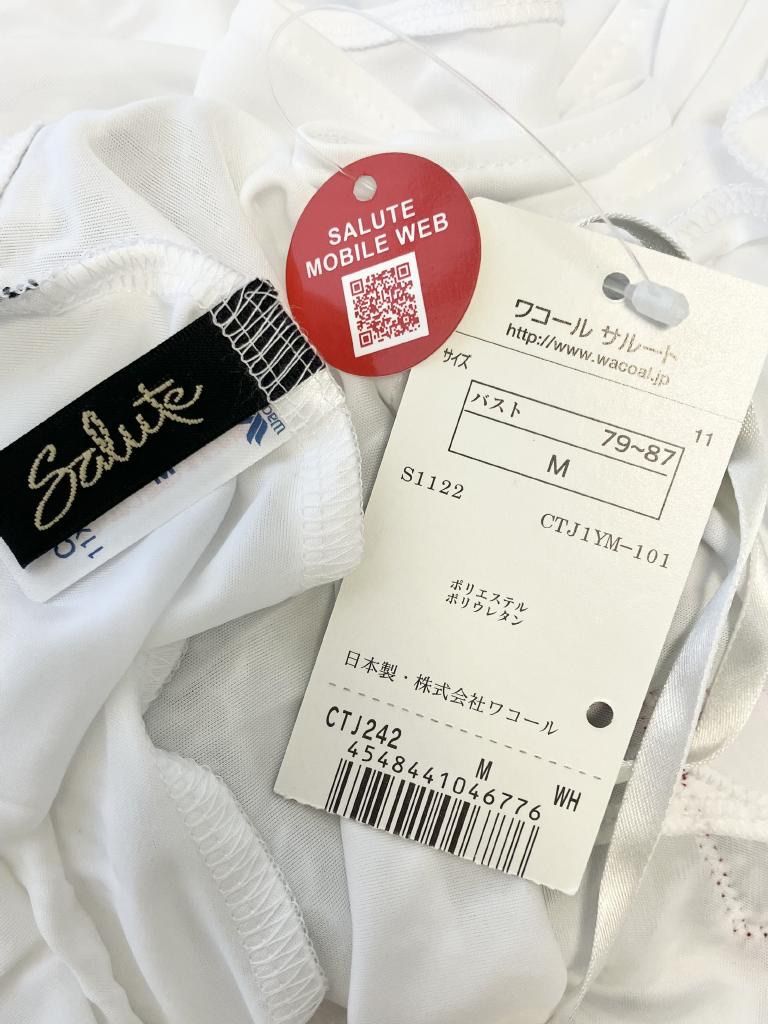 SALUTE
MOBILE WEB
ワコール サルート
http://www.wacoal.jp
サイズ
バスト
79~87
M
11
S1122
CTJ1YM-101
ポリエステル
ポリウレタン
日本製・株式会社ワコール
CTJ242
M
WH
4548441046776
Salute